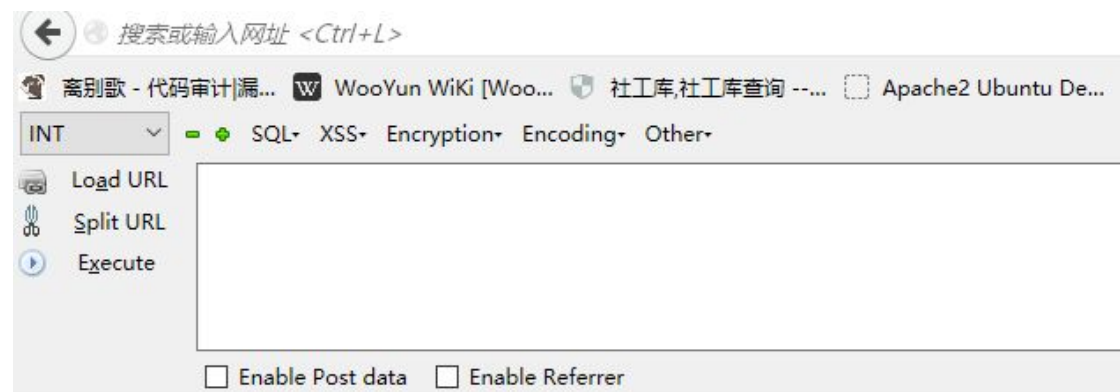 搜索或输入网址 <Ctrl+L>
离别歌 - 代码审计|漏... WooYun WiKi [Woo... 社工库,社工库查询 --... Apache2 Ubuntu De...
INT SQL▾ XSS▾ Encryption▾ Encoding▾ Other▾
Load URL
Split URL
Execute
Enable Post data Enable Referrer